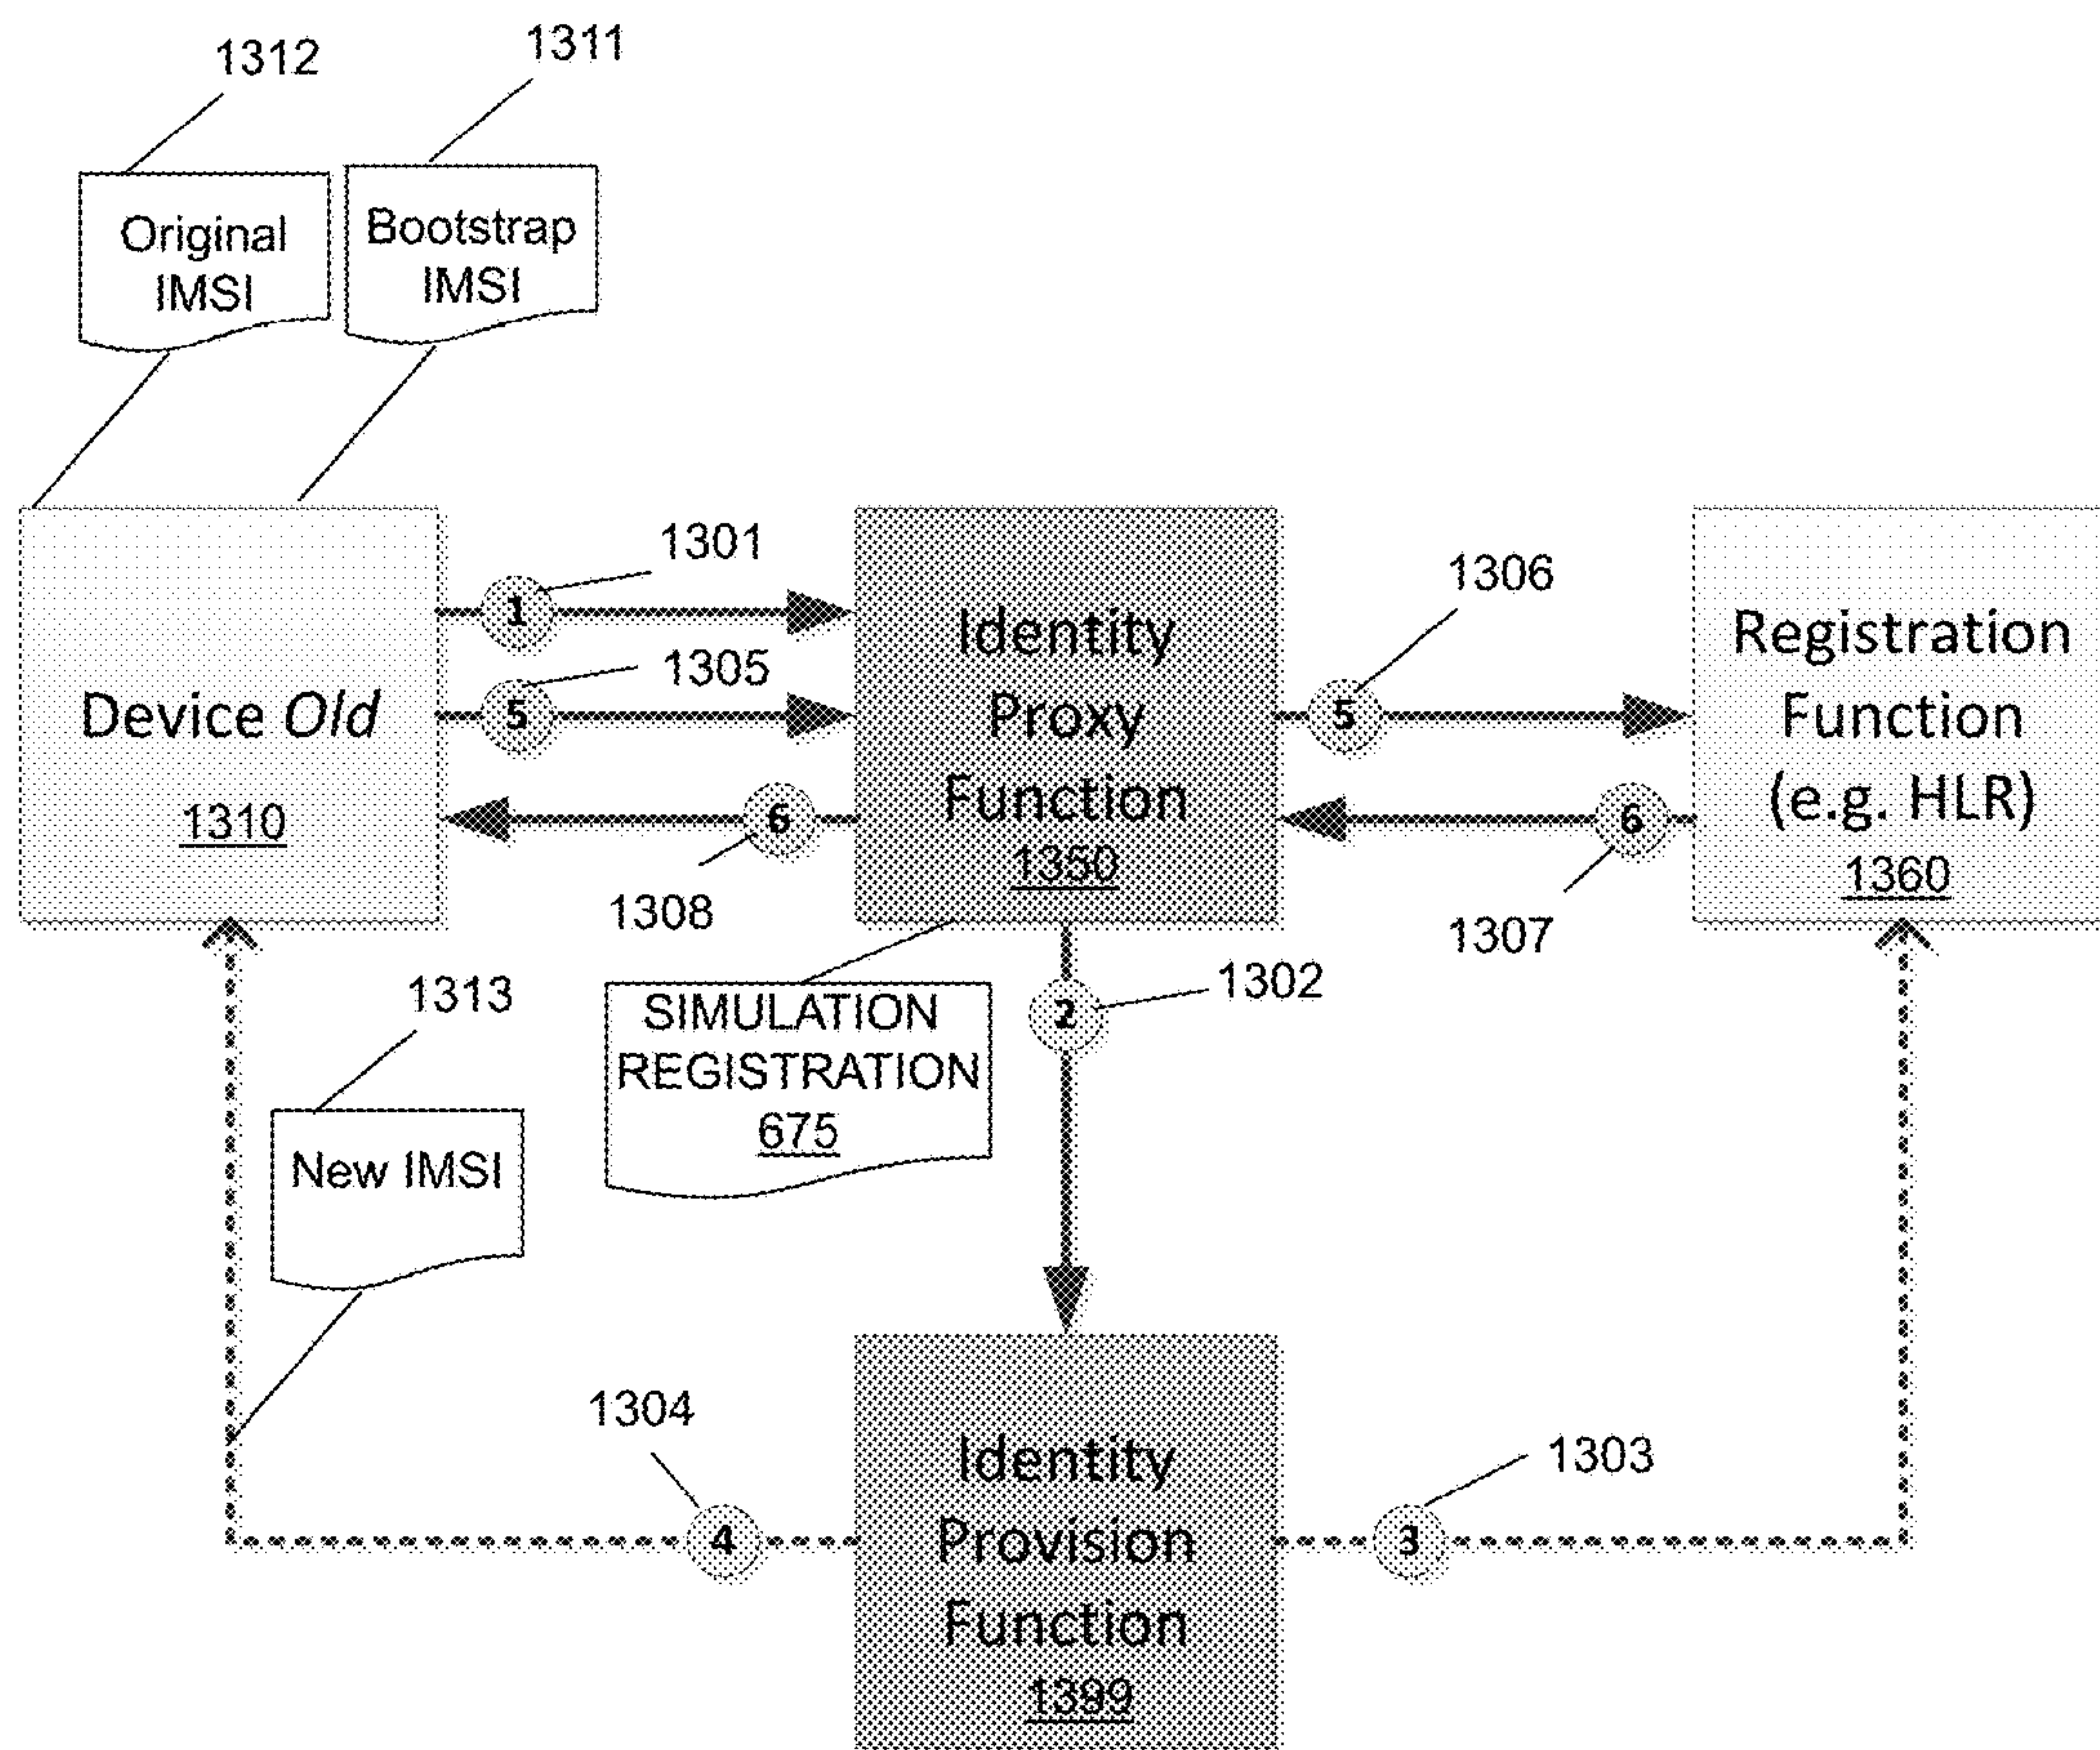 1312
1311
Original
IMSI
Bootstrap
IMSI
Device Old
1310
1
1301
5
1305
6
1308
Identity
Proxy
Function
1350
5
1306
6
1307
Registration
Function
(e.g. HLR)
1360
1313
New IMSI
SIMULATION
REGISTRATION
675
2
1302
1304
4
Identity
Provision
Function
1399
3
1303